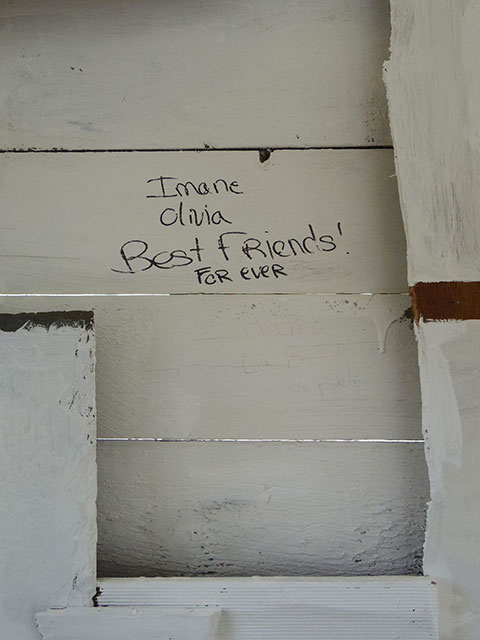 Imane
Olivia
Best Friends!
FOR EVER